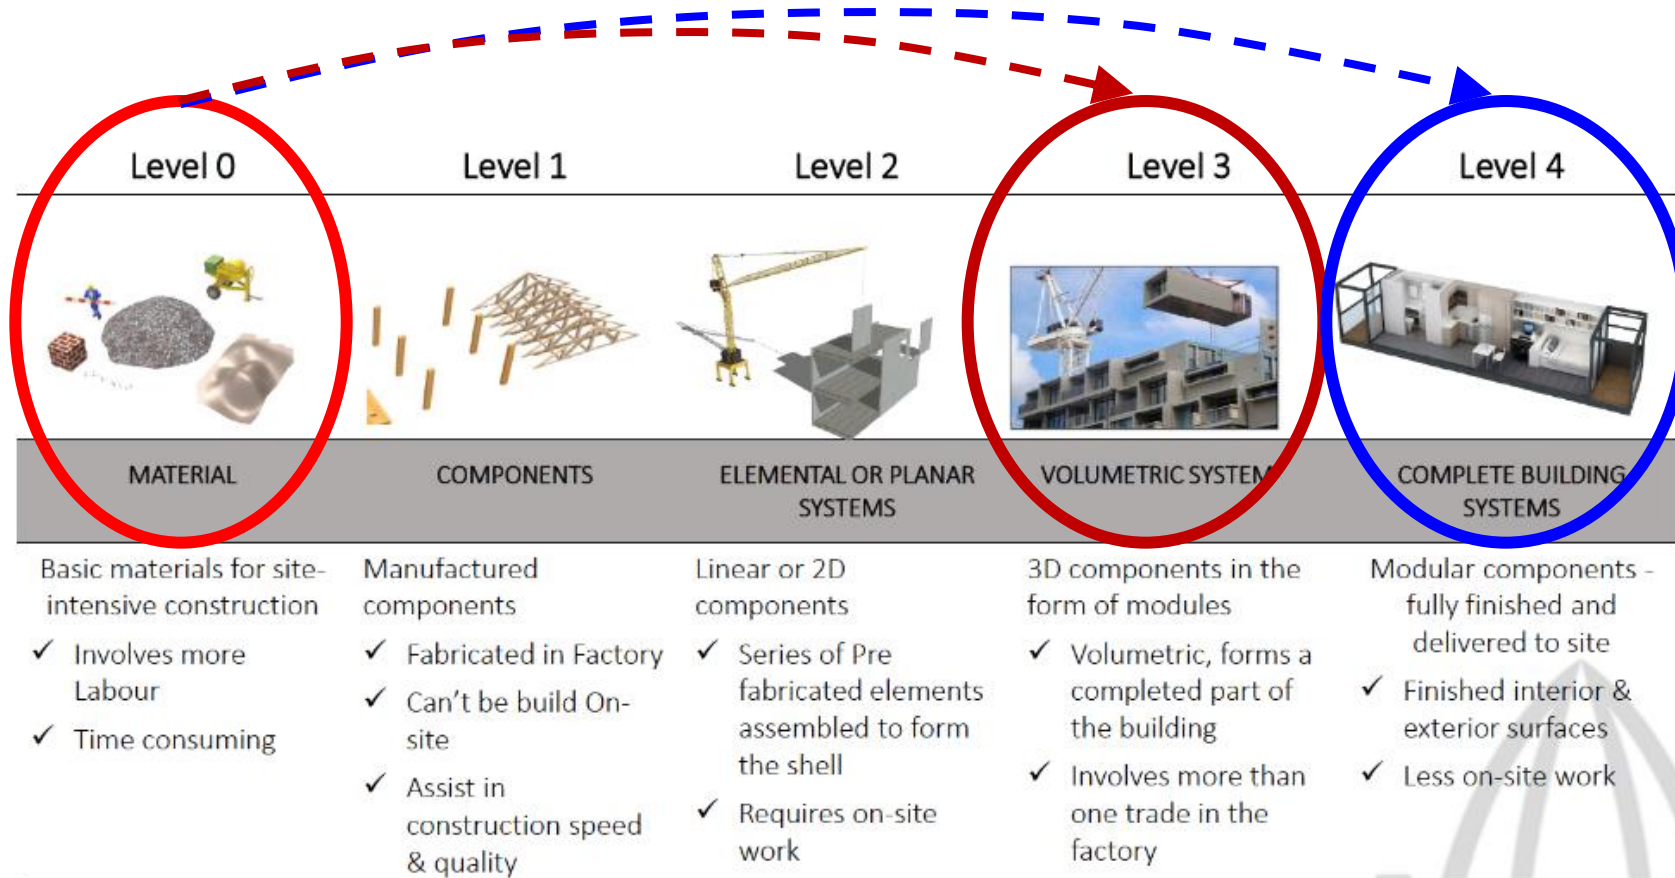 Level 0
Level 1
Level 2
Level 3
Level 4
MATERIAL
COMPONENTS
ELEMENTAL OR PLANAR
SYSTEMS
VOLUMETRIC SYSTEM
COMPLETE BUILDING
SYSTEMS
Basic materials for site-
intensive construction
✓ Involves more
Labour
✓ Time consuming
Manufactured
components
✓ Fabricated in Factory
✓ Can't be build On-
site
✓ Assist in
construction speed
& quality
Linear or 2D
components
✓ Series of Pre
fabricated elements
assembled to form
the shell
✓ Requires on-site
work
3D components in the
form of modules
✓ Volumetric, forms a
completed part of
the building
✓ Involves more than
one trade in the
factory
Modular components -
fully finished and
delivered to site
✓ Finished interior &
exterior surfaces
✓ Less on-site work